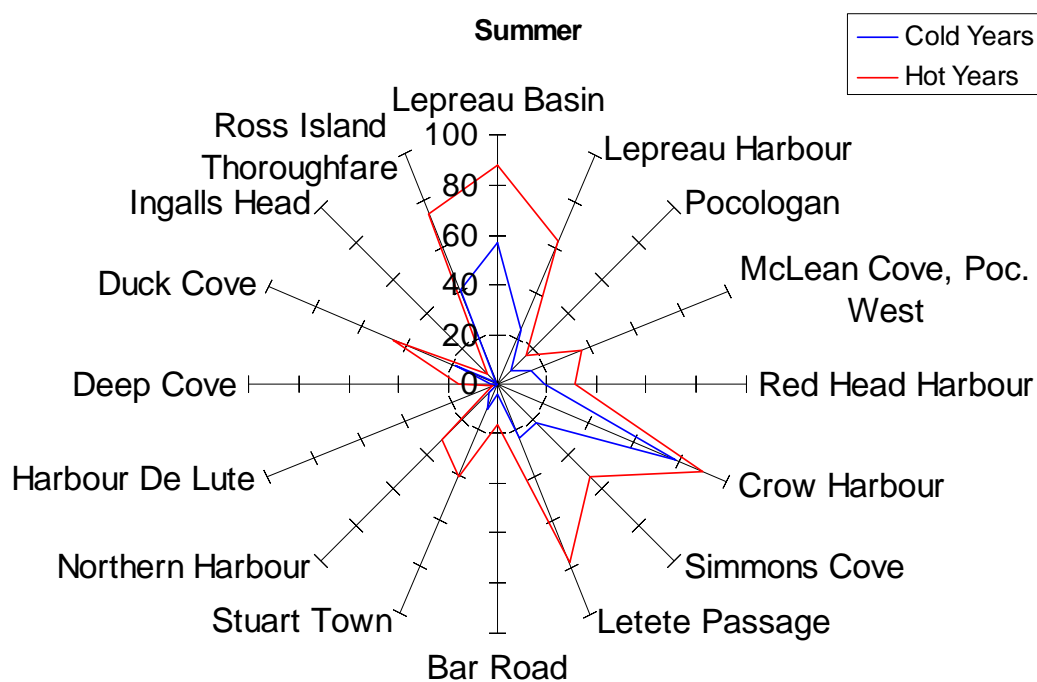 Summer
Cold Years
Hot Years
Lepreau Basin
Ross Island
Thoroughfare
Lepreau Harbour
Ingalls Head
Pocologan
Duck Cove
McLean Cove, Poc.
West
Deep Cove
Red Head Harbour
Harbour De Lute
Crow Harbour
Northern Harbour
Simmons Cove
Stuart Town
Letete Passage
Bar Road
100
80
60
40
20
0